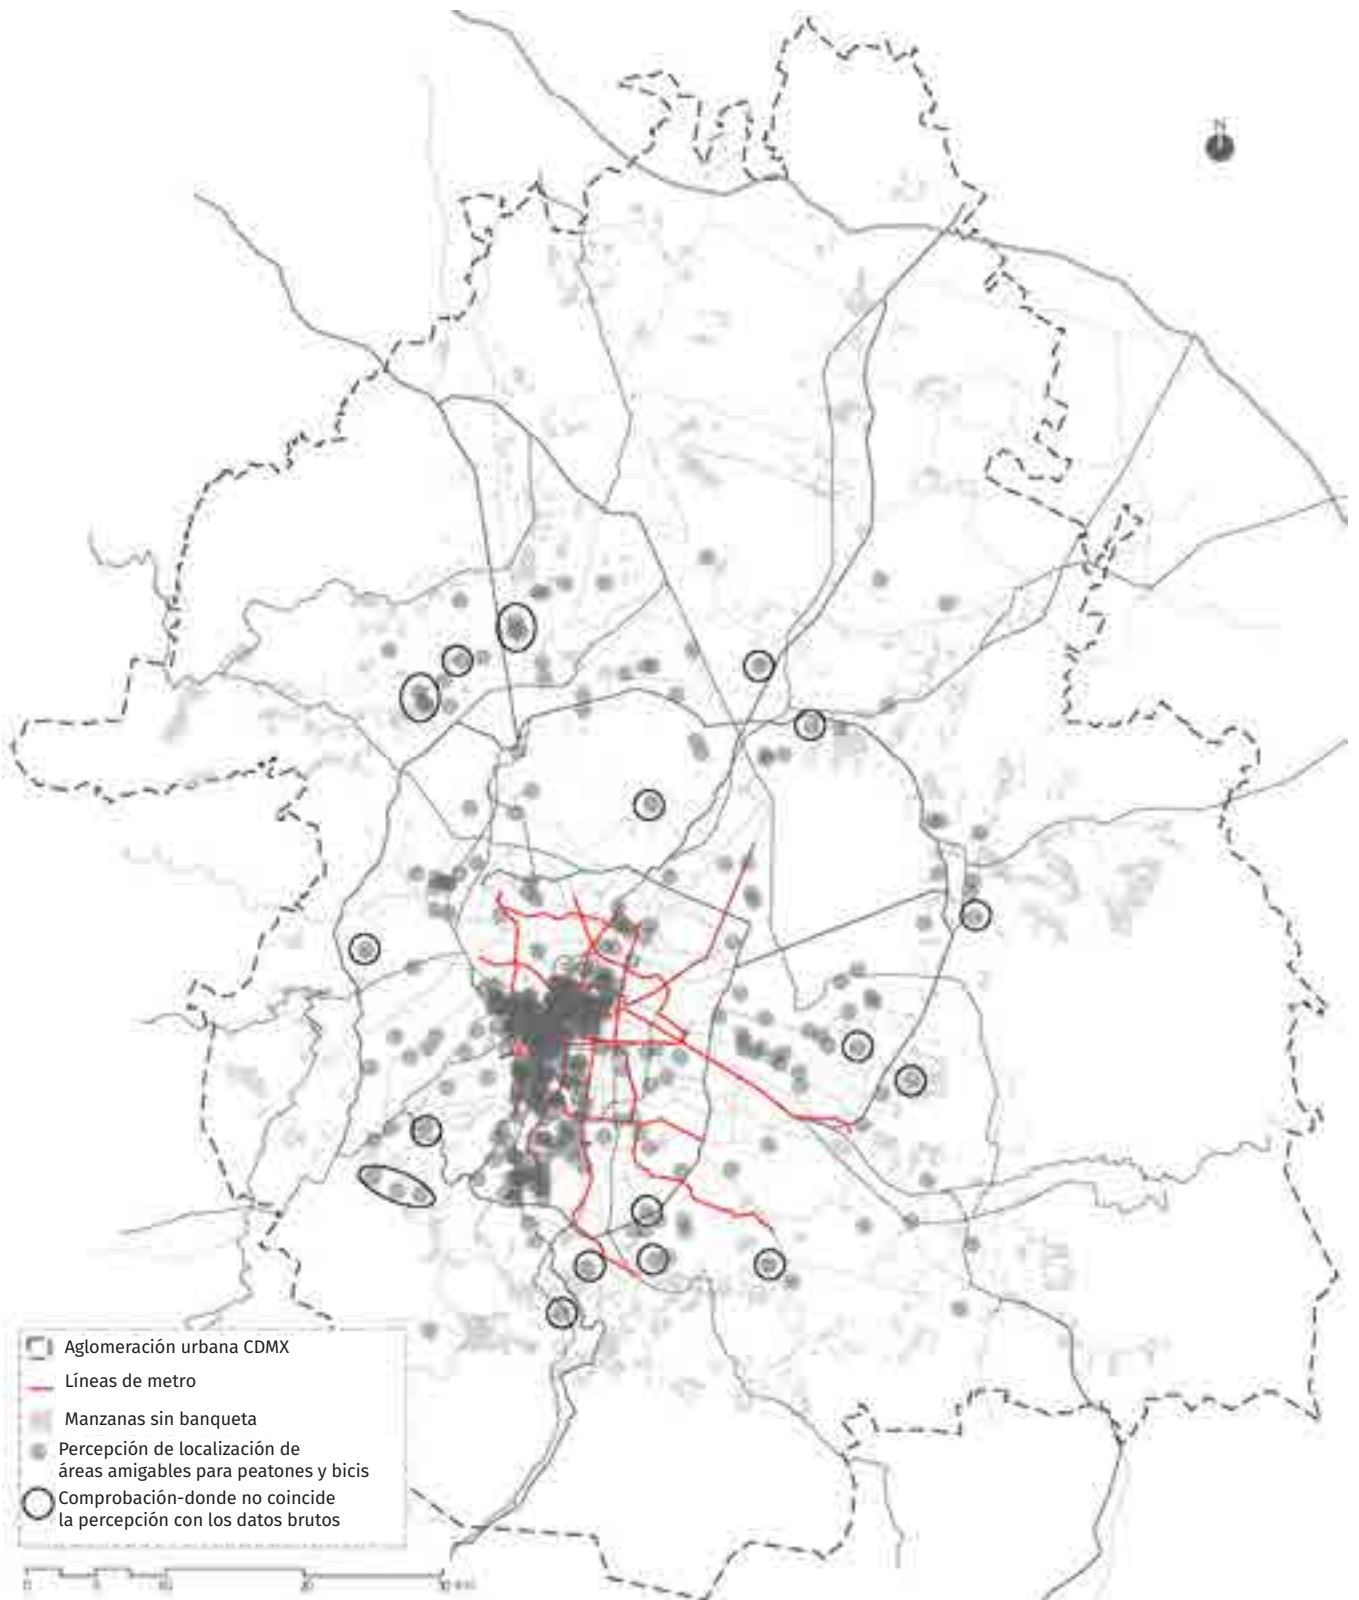 N
Aglomeración urbana CDMX
Líneas de metro
Manzanas sin banqueta
Percepción de localización de
áreas amigables para peatones y bicis
Comprobación-donde no coincide
la percepción con los datos brutos